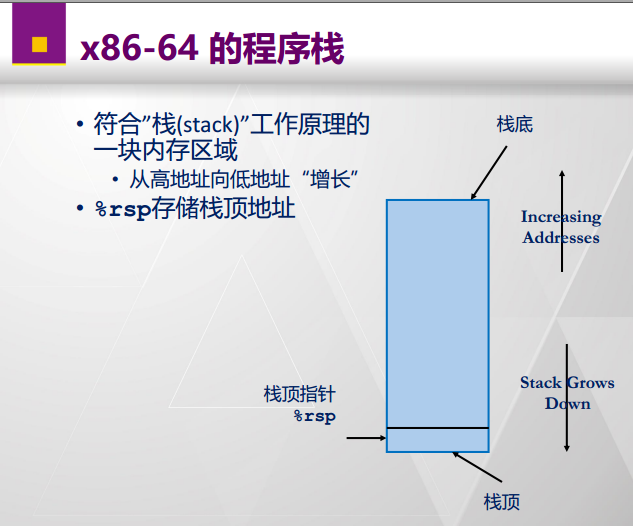 x86-64 的程序栈
• 符合”栈(stack)”工作原理的
一块内存区域
• 从高地址向低地址“增长”
• %rsp存储栈顶地址
栈底
Increasing
Addresses
栈顶指针
%rsp
Stack Grows
Down
栈顶